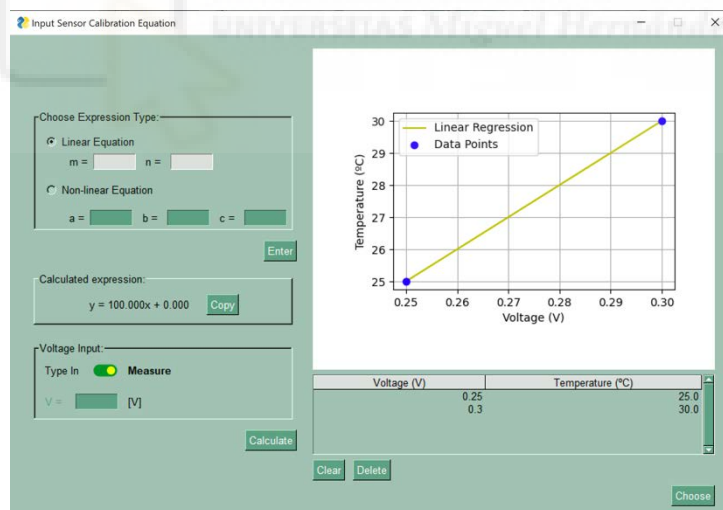 Input Sensor Calibration Equation
UNIVERSITAS Miguel Hernández
Choose Expression Type:
Linear Equation
m = n =
Non-linear Equation
a = b = c =
Enter
Calculated expression:
y = 100.000x + 0.000 Copy
Voltage Input:
Type In Measure
V = [V]
Calculate
Linear Regression
Data Points
Temperature (ºC)
30
29
28
27
26
25
0.25 0.26 0.27 0.28 0.29 0.30
Voltage (V)
Voltage (V) Temperature (ºC)
0.25 25.0
0.3 30.0
Clear Delete
Choose